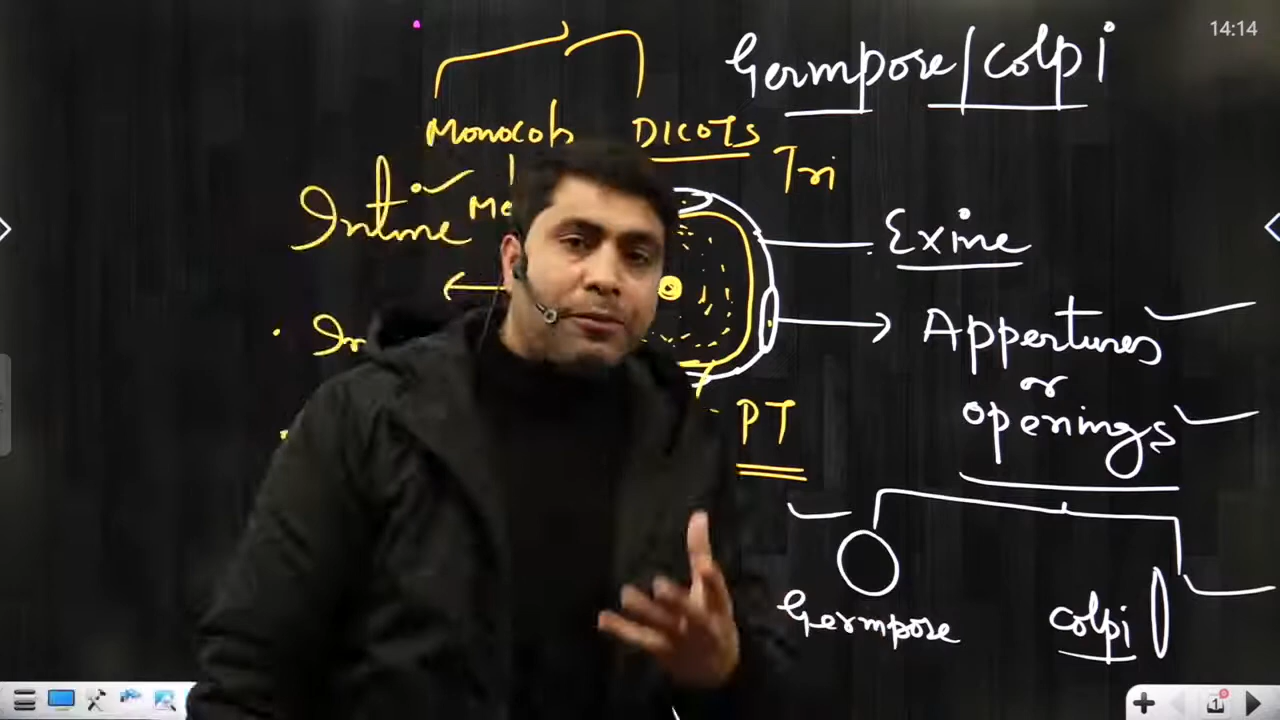 14:14
Germpore/colpi
Monocots DICOTS
Tri
Intine
Exine
Appertures
or
openings
PT
Germpore
colpi